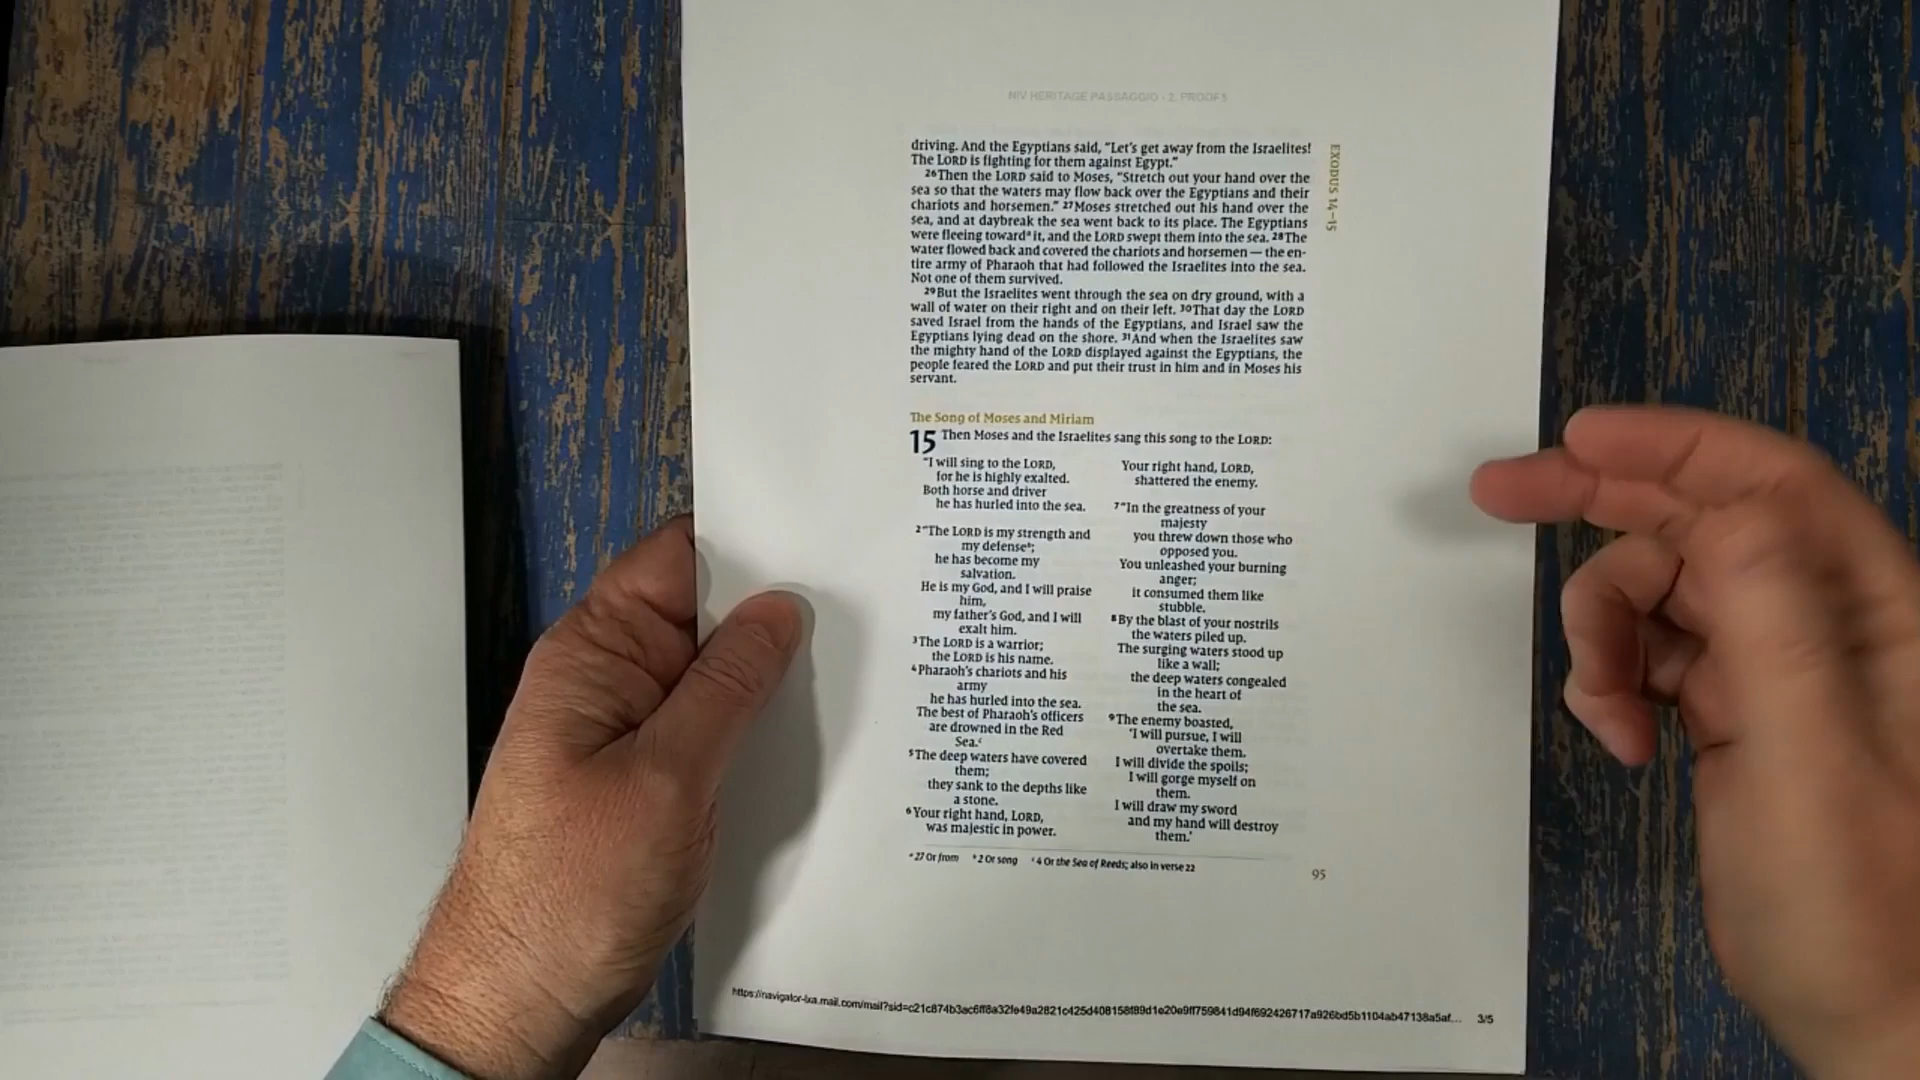 NIV HERITAGE PASSAGGIO - 2. PROOFS
driving. And the Egyptians said, “Let’s get away from the Israelites!
The LORD is fighting for them against Egypt.”
26Then the LORD said to Moses, “Stretch out your hand over the
sea so that the waters may flow back over the Egyptians and their
chariots and horsemen.” 27Moses stretched out his hand over the
sea, and at daybreak the sea went back to its place. The Egyptians
were fleeing towardᵃ it, and the LORD swept them into the sea. 28The
water flowed back and covered the chariots and horsemen — the en-
tire army of Pharaoh that had followed the Israelites into the sea.
Not one of them survived.
29But the Israelites went through the sea on dry ground, with a
wall of water on their right and on their left. 30That day the LORD
saved Israel from the hands of the Egyptians, and Israel saw the
Egyptians lying dead on the shore. 31And when the Israelites saw
the mighty hand of the LORD displayed against the Egyptians, the
people feared the LORD and put their trust in him and in Moses his
servant.
EXODUS 14–15
The Song of Moses and Miriam
15 Then Moses and the Israelites sang this song to the LORD:
“I will sing to the LORD,
for he is highly exalted.
Both horse and driver
he has hurled into the sea.
2“The LORD is my strength and
my defenseᵇ;
he has become my
salvation.
He is my God, and I will praise
him,
my father’s God, and I will
exalt him.
3The LORD is a warrior;
the LORD is his name.
4Pharaoh’s chariots and his
army
he has hurled into the sea.
The best of Pharaoh’s officers
are drowned in the Red
Sea.ᶜ
5The deep waters have covered
them;
they sank to the depths like
a stone.
6Your right hand, LORD,
was majestic in power.
Your right hand, LORD,
shattered the enemy.
7“In the greatness of your
majesty
you threw down those who
opposed you.
You unleashed your burning
anger;
it consumed them like
stubble.
8By the blast of your nostrils
the waters piled up.
The surging waters stood up
like a wall;
the deep waters congealed
in the heart of
the sea.
9The enemy boasted,
‘I will pursue, I will
overtake them.
I will divide the spoils;
I will gorge myself on
them.
I will draw my sword
and my hand will destroy
them.’
ᵃ 27 Or from ᵇ 2 Or song ᶜ 4 Or the Sea of Reeds; also in verse 22
95
3/5